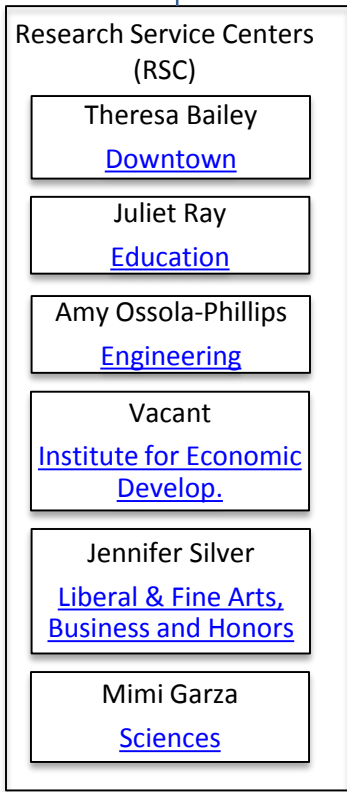 Research Service Centers
(RSC)
Theresa Bailey
Downtown
Juliet Ray
Education
Amy Ossola-Phillips
Engineering
Vacant
Institute for Economic
Develop.
Jennifer Silver
Liberal & Fine Arts,
Business and Honors
Mimi Garza
Sciences